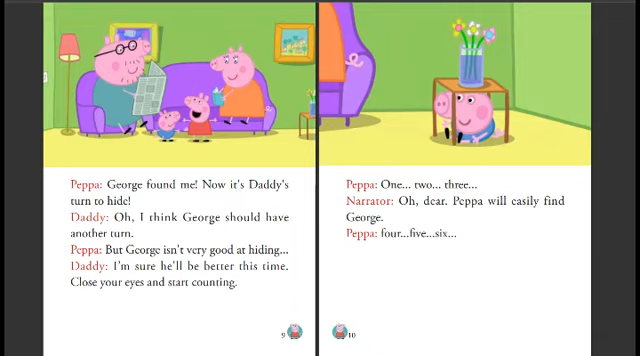 Peppa: George found me! Now it's Daddy's
turn to hide!
Daddy: Oh, I think George should have
another turn.
Peppa: But George isn't very good at hiding...
Daddy: I'm sure he'll be better this time.
Close your eyes and start counting.
9
Peppa: One... two... three...
Narrator: Oh, dear. Peppa will easily find
George.
Peppa: four...five...six...
10